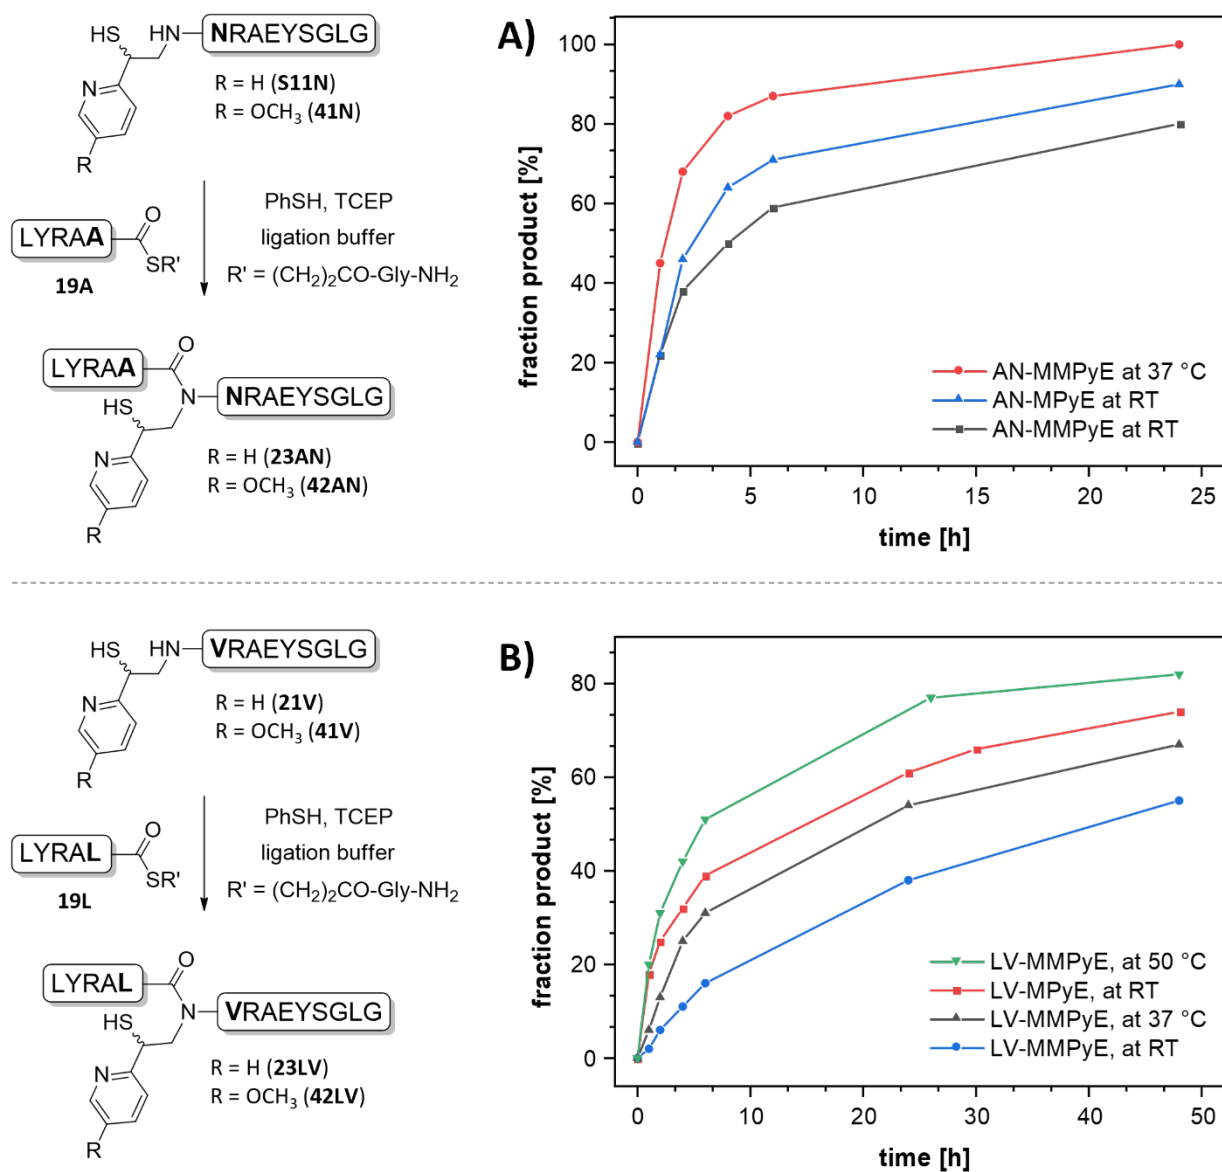 HS
HN
NRAEYSGLG
N
R
R = H (S11N)
R = OCH₃ (41N)
LYRAA
O
SR'
19A
PhSH, TCEP
ligation buffer
R' = (CH₂)₂CO-Gly-NH₂
LYRAA
O
N
NRAEYSGLG
HS
N
R
R = H (23AN)
R = OCH₃ (42AN)
A)
fraction product [%]
100
80
60
40
20
0
AN-MMPyE at 37 °C
AN-MPyE at RT
AN-MMPyE at RT
0 5 10 15 20 25
time [h]
HS
HN
VRAEYSGLG
N
R
R = H (21V)
R = OCH₃ (41V)
LYRAL
O
SR'
19L
PhSH, TCEP
ligation buffer
R' = (CH₂)₂CO-Gly-NH₂
LYRAL
O
N
VRAEYSGLG
HS
N
R
R = H (23LV)
R = OCH₃ (42LV)
B)
fraction product [%]
80
60
40
20
0
LV-MMPyE, at 50 °C
LV-MPyE, at RT
LV-MMPyE, at 37 °C
LV-MMPyE, at RT
0 10 20 30 40 50
time [h]